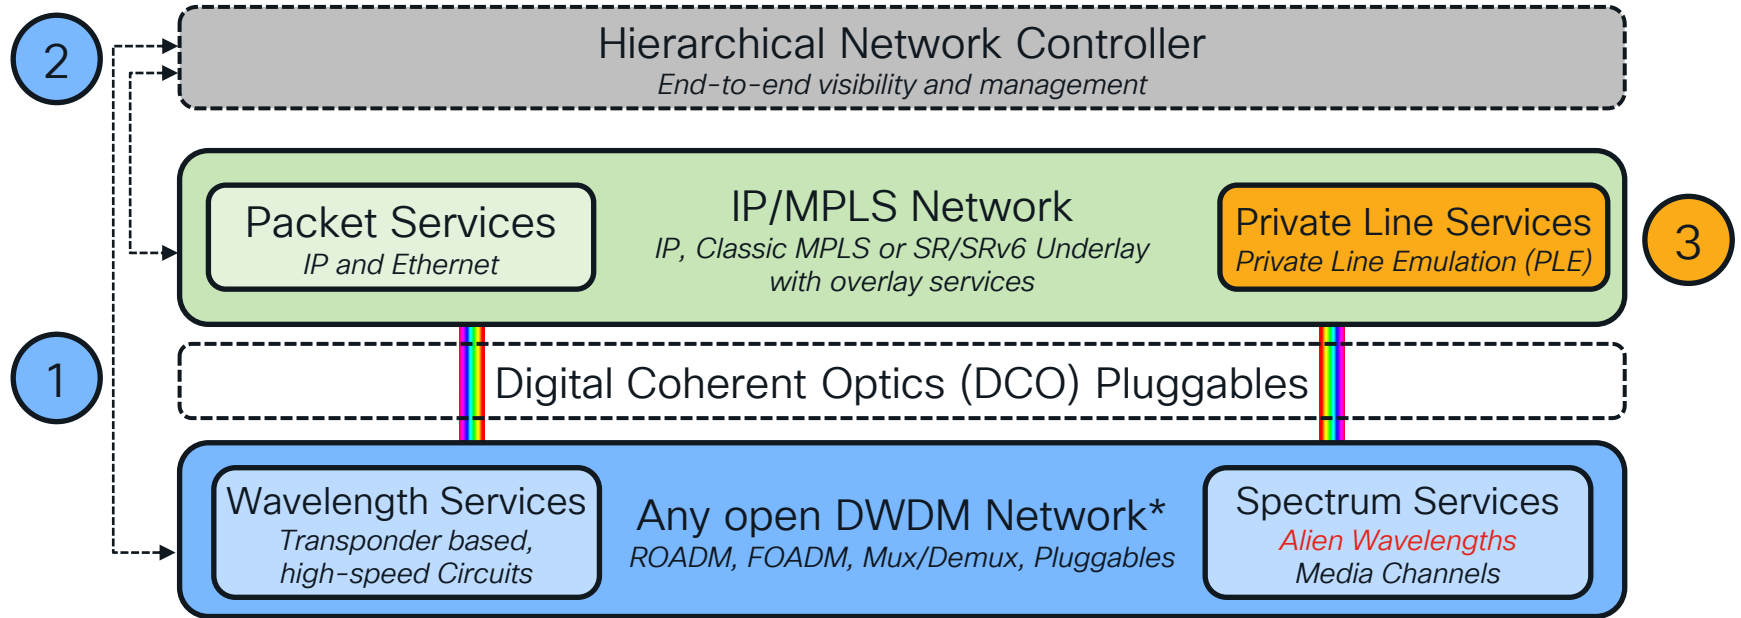 2
Hierarchical Network Controller
End-to-end visibility and management
Packet Services
IP and Ethernet
IP/MPLS Network
IP, Classic MPLS or SR/SRv6 Underlay
with overlay services
Private Line Services
Private Line Emulation (PLE)
3
1
Digital Coherent Optics (DCO) Pluggables
Wavelength Services
Transponder based,
high-speed Circuits
Any open DWDM Network*
ROADM, FOADM, Mux/Demux, Pluggables
Spectrum Services
Alien Wavelengths
Media Channels